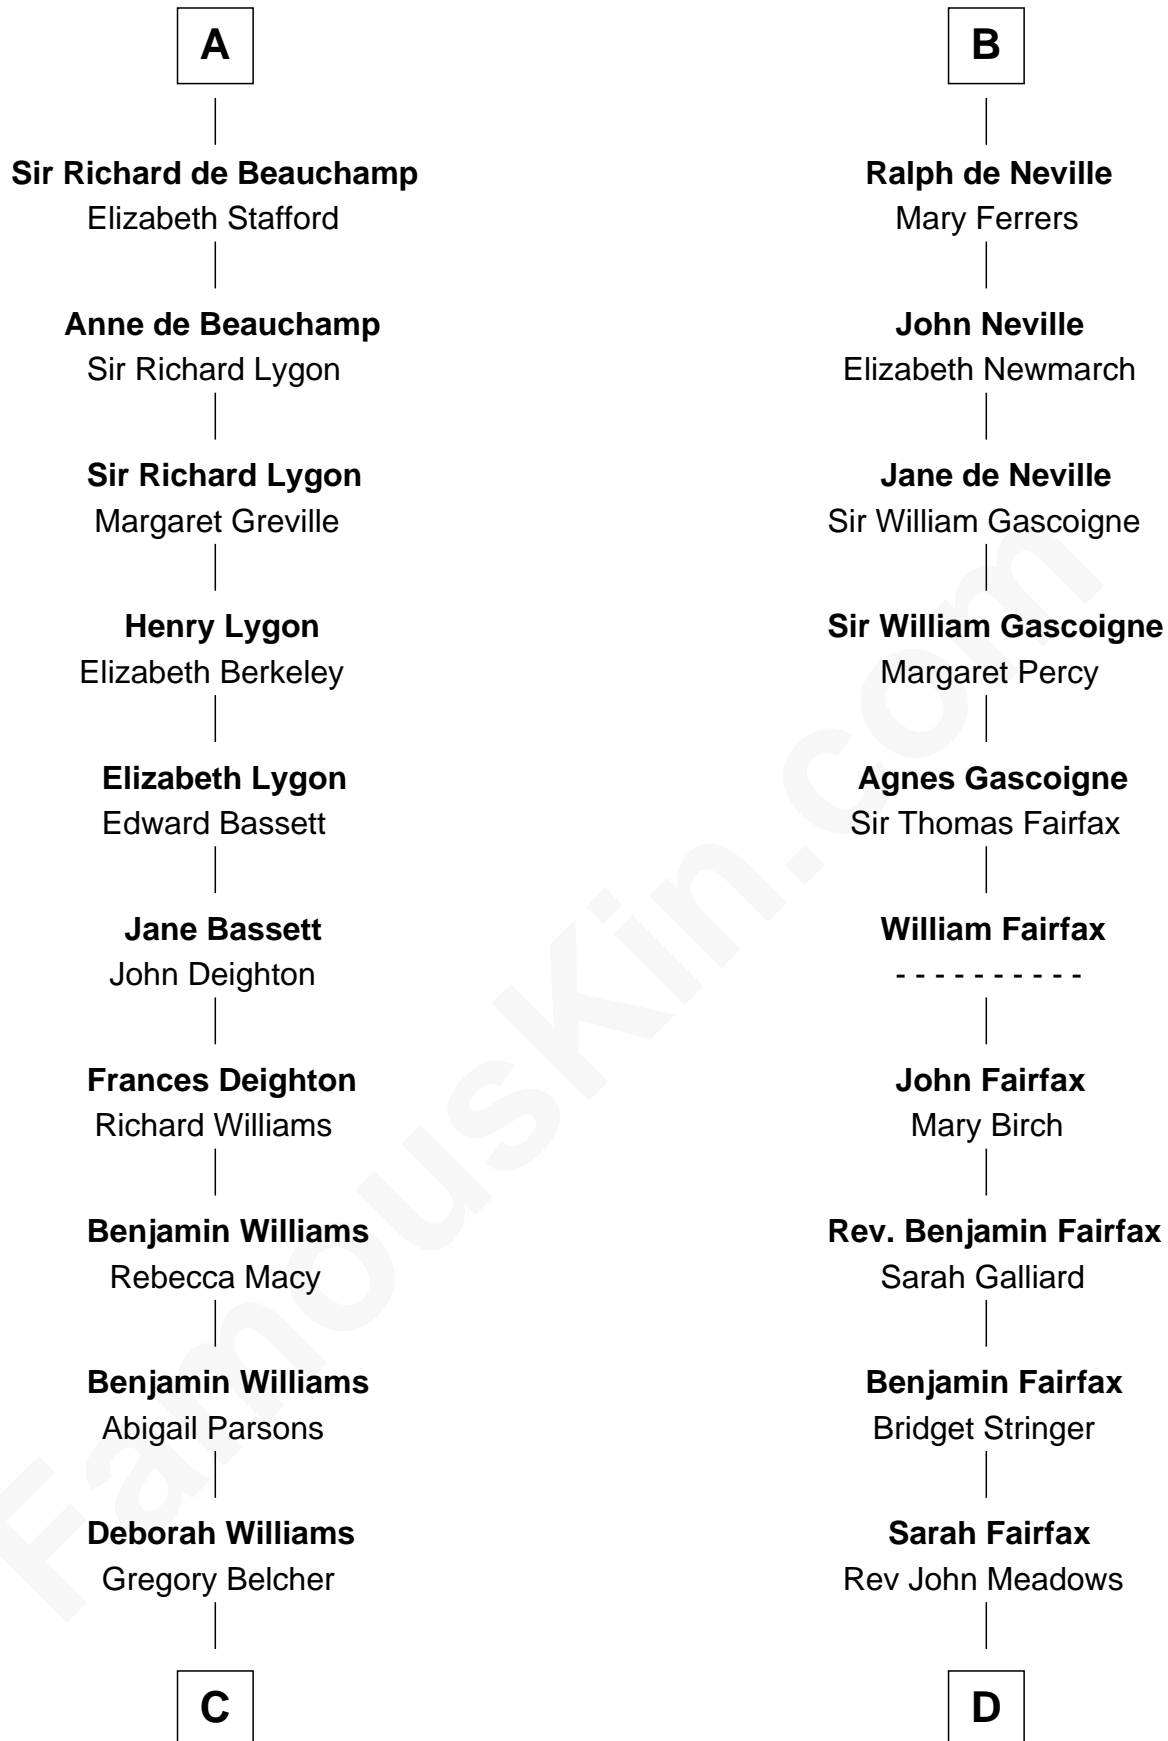 A
Sir Richard de Beauchamp
Elizabeth Stafford
Anne de Beauchamp
Sir Richard Lygon
Sir Richard Lygon
Margaret Greville
Henry Lygon
Elizabeth Berkeley
Elizabeth Lygon
Edward Bassett
Jane Bassett
John Deighton
Frances Deighton
Richard Williams
Benjamin Williams
Rebecca Macy
Benjamin Williams
Abigail Parsons
Deborah Williams
Gregory Belcher
C
B
Ralph de Neville
Mary Ferrers
John Neville
Elizabeth Newmarch
Jane de Neville
Sir William Gascoigne
Sir William Gascoigne
Margaret Percy
Agnes Gascoigne
Sir Thomas Fairfax
William Fairfax
- - - - - - - - - -
John Fairfax
Mary Birch
Rev. Benjamin Fairfax
Sarah Galliard
Benjamin Fairfax
Bridget Stringer
Sarah Fairfax
Rev John Meadows
D
FamousKin.com